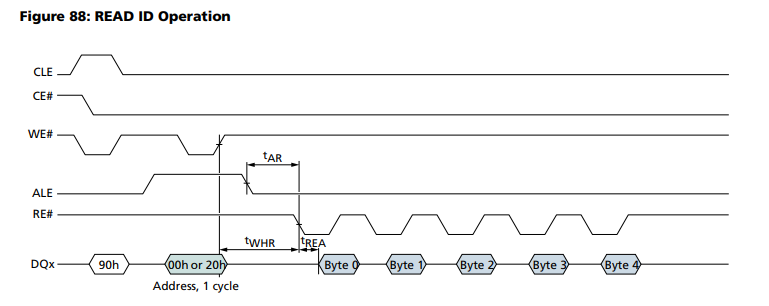 Figure 88: READ ID Operation
CLE
CE#
WE#
tAR
ALE
RE#
tWHR tREA
DQx 90h 00h or 20h Byte 0 Byte 1 Byte 2 Byte 3 Byte 4
Address, 1 cycle